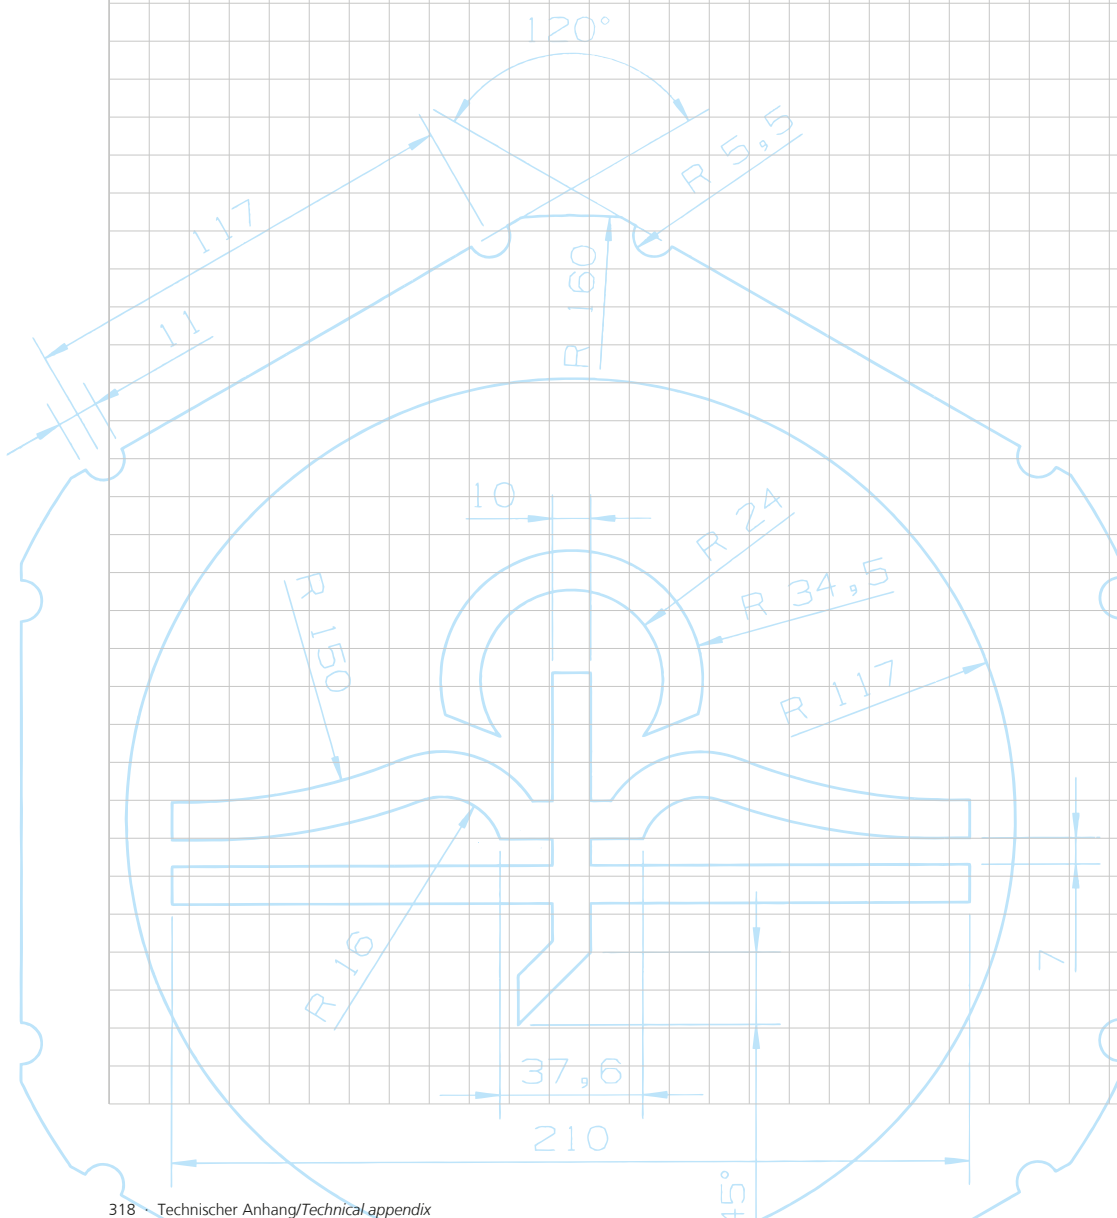 120°
R 5,5
117
R 160
11
10
R 24
R 34,5
R 150
R 117
R 16
7
37,6
210
45°
318 · Technischer Anhang/Technical appendix